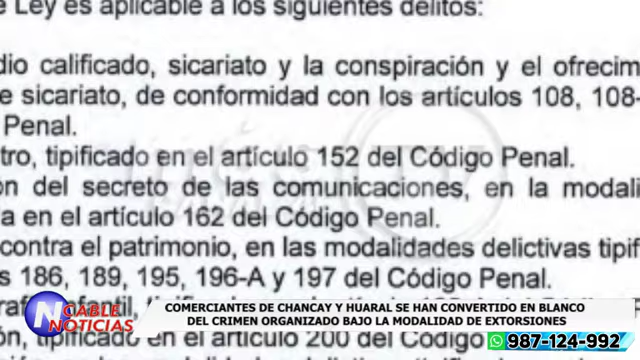 Ley es aplicable a los siguientes delitos:
dio calificado, sicariato y la conspiración y el ofrecim
e sicariato, de conformidad con los artículos 108, 108-
Penal.
tro, tipificado en el artículo 152 del Código Penal.
ón del secreto de las comunicaciones, en la modali
a en el artículo 162 del Código Penal.
contra el patrimonio, en las modalidades delictivas tipif
s 186, 189, 195, 196-A y 197 del Código Penal.
N CABLE NOTICIAS
COMERCIANTES DE CHANCAY Y HUARAL SE HAN CONVERTIDO EN BLANCO
DEL CRIMEN ORGANIZADO BAJO LA MODALIDAD DE EXTORSIONES
ón, tipificado en el artículo 200 del Código
987-124-992